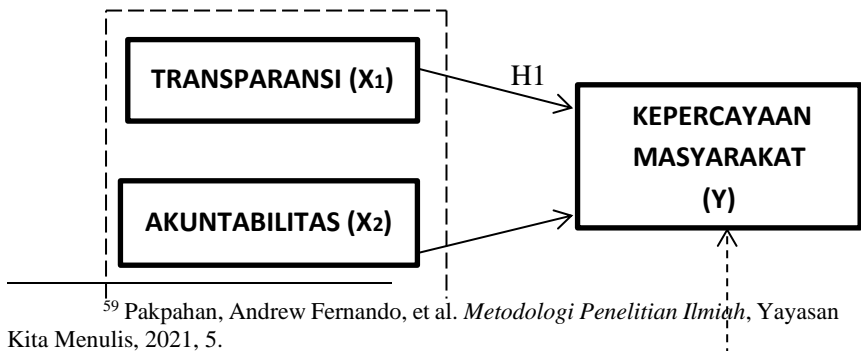 TRANSPARANSI (X1)
H1
KEPERCAYAAN
MASYARAKAT
(Y)
AKUNTABILITAS (X2)
59 Pakpahan, Andrew Fernando, et al. Metodologi Penelitian Ilmiah, Yayasan
Kita Menulis, 2021, 5.